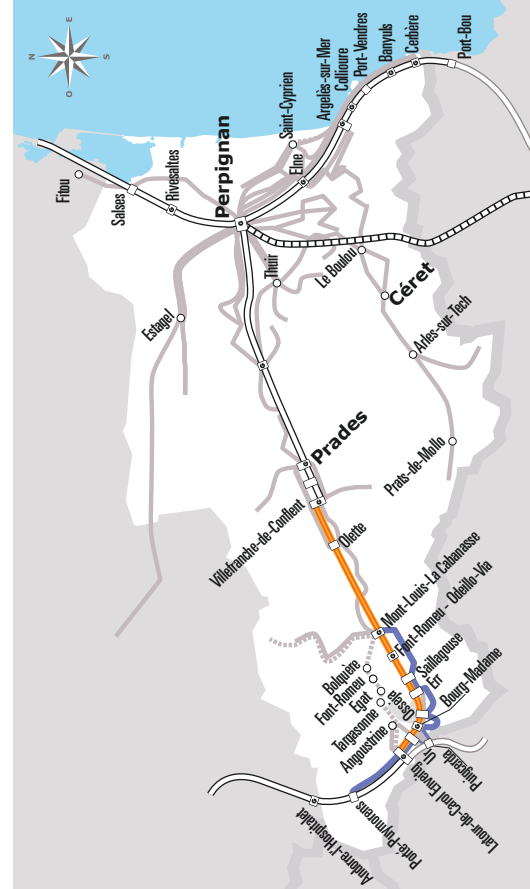 N
E
S
O
Fitou
Salses
Rivesaltes
Perpignan
Saint-Cyprien
Elne
Argelès-sur-Mer
Collioure
Port-Vendres
Banyuls
Cerbère
Port-Bou
Estagel
Thuir
Le Boulou
Céret
Arles-sur-Tech
Prats-de-Mollo
Prades
Villefranche-de-Conflent
Olette
Mont-Louis-La Cabanasse
Font-Romeu - Odeillo-Via
Saillagouse
Err
Bourg-Madame
Osseja
Bolquière
Font-Romeu
Egat
Targasonne
Angoustrine
Ur
Puigcerda
Latour-de-Carol Enveitg
Porté-Puymorens
Andorre-l'Hospitalet